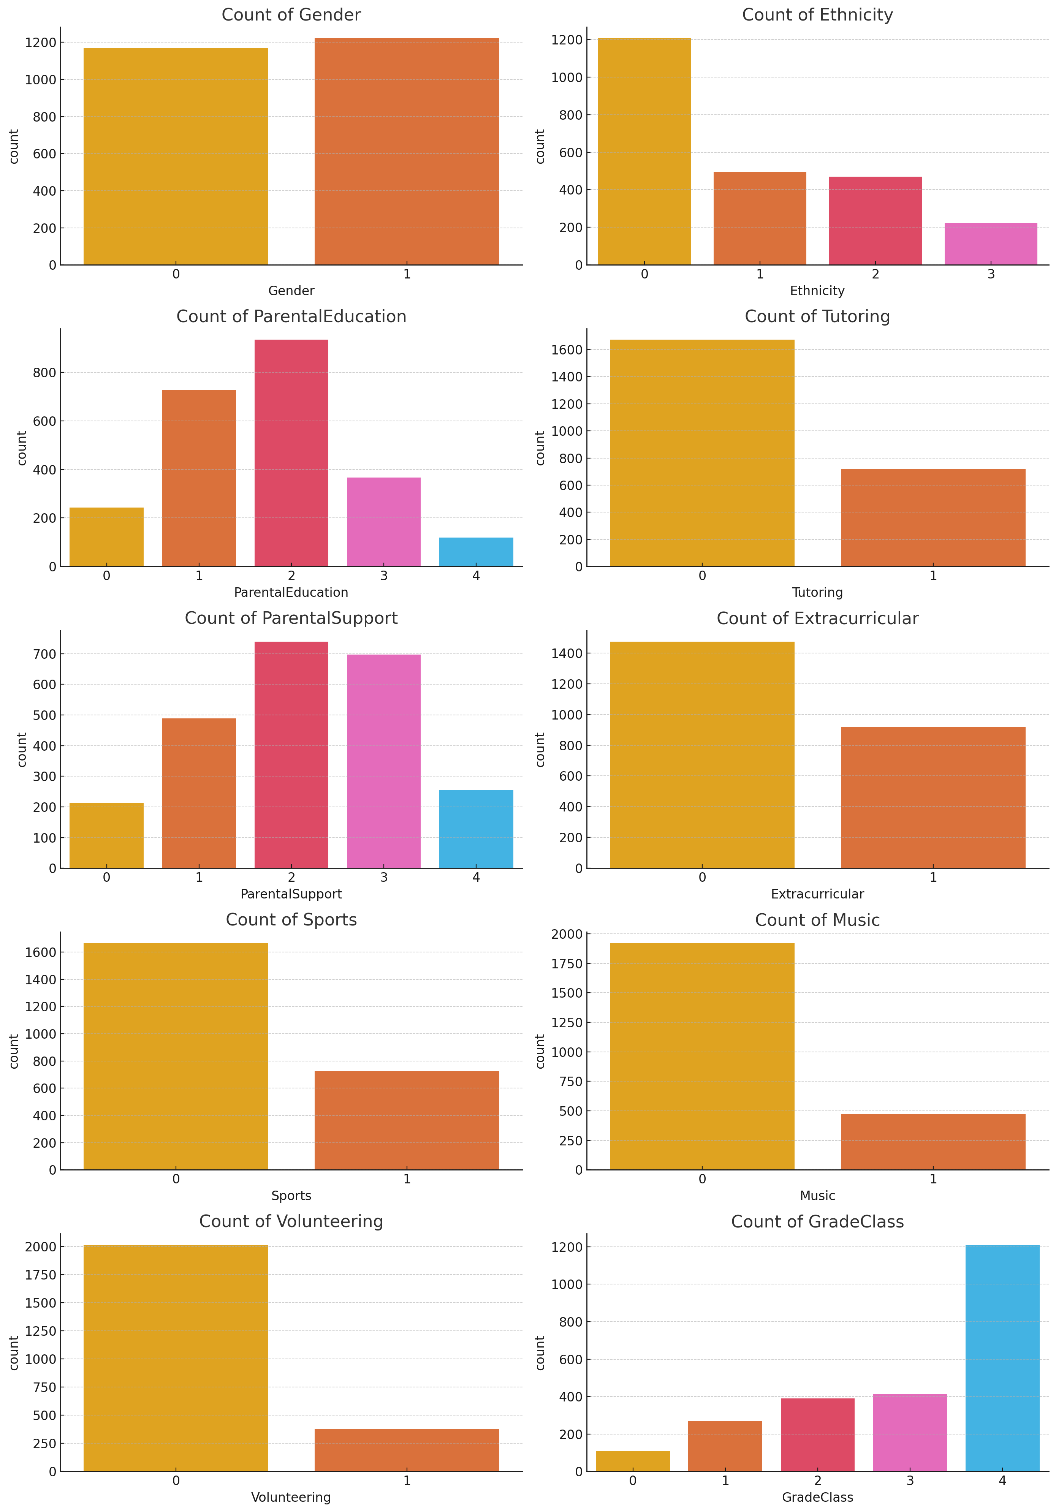 Count of Gender
1200
1000
800
600
400
200
0
count
0 1
Gender
Count of Ethnicity
1200
1000
800
600
400
200
0
count
0 1 2 3
Ethnicity
Count of ParentalEducation
800
600
400
200
0
count
0 1 2 3 4
ParentalEducation
Count of Tutoring
1600
1400
1200
1000
800
600
400
200
0
count
0 1
Tutoring
Count of ParentalSupport
700
600
500
400
300
200
100
0
count
0 1 2 3 4
ParentalSupport
Count of Extracurricular
1400
1200
1000
800
600
400
200
0
count
0 1
Extracurricular
Count of Sports
1600
1400
1200
1000
800
600
400
200
0
count
0 1
Sports
Count of Music
2000
1750
1500
1250
1000
750
500
250
0
count
0 1
Music
Count of Volunteering
2000
1750
1500
1250
1000
750
500
250
0
count
0 1
Volunteering
Count of GradeClass
1200
1000
800
600
400
200
0
count
0 1 2 3 4
GradeClass